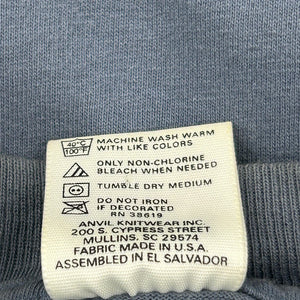 40°C MACHINE WASH WARM
100°F WITH LIKE COLORS
ONLY NON-CHLORINE
BLEACH WHEN NEEDED
TUMBLE DRY MEDIUM
DO NOT IRON
IF DECORATED
RN 38619
ANVIL KNITWEAR INC.
200 S. CYPRESS STREET
MULLINS, SC 29574
FABRIC MADE IN U.S.A.
ASSEMBLED IN EL SALVADOR